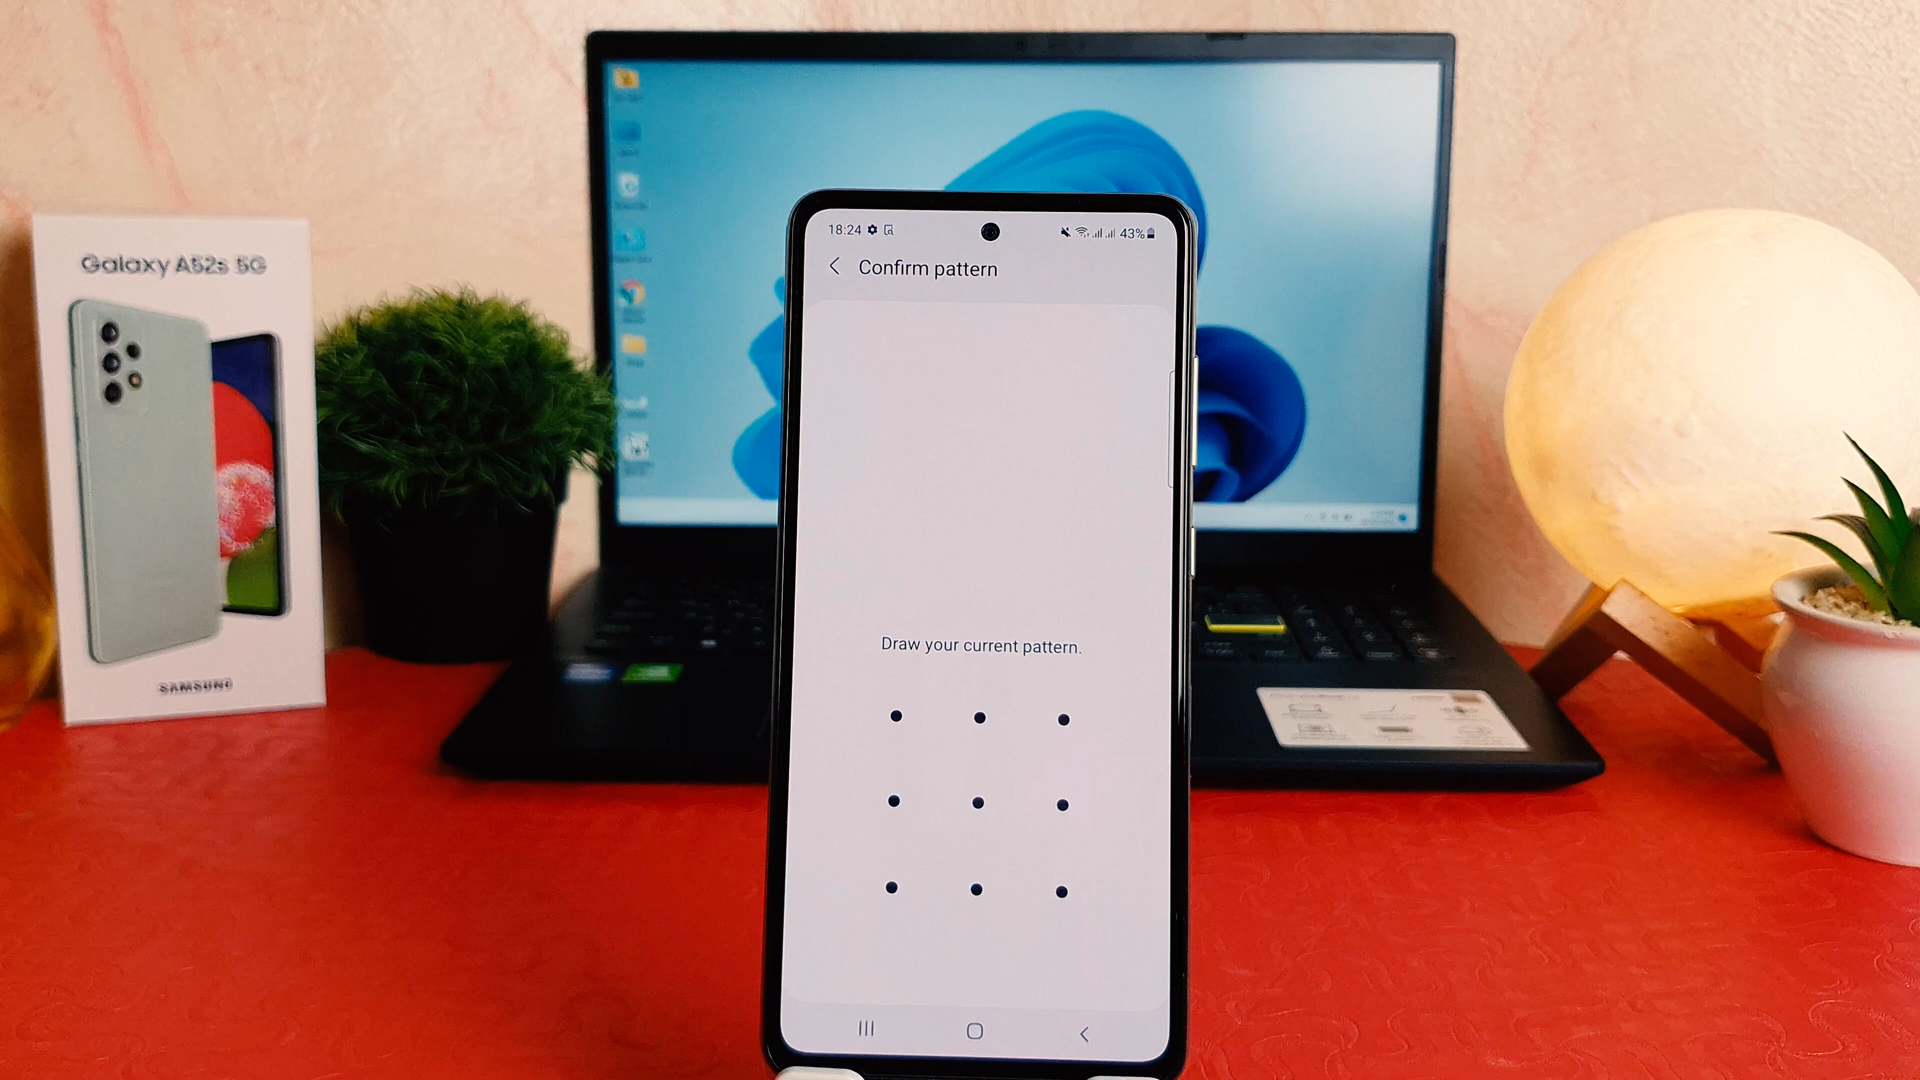 Galaxy A52s 5G
SAMSUNG
18:24
43%
Confirm pattern
Draw your current pattern.